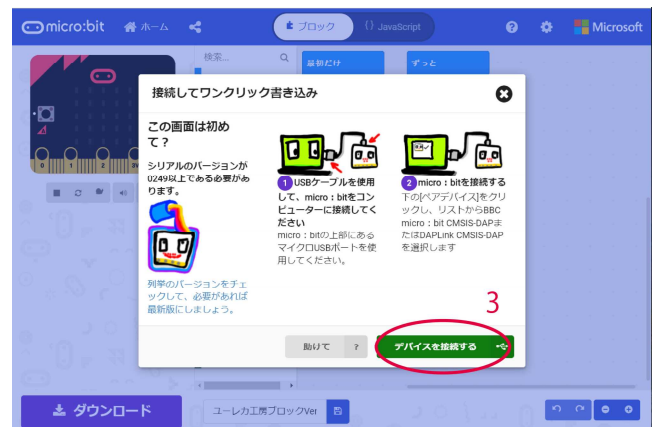 micro:bit
ホーム
ブロック
JavaScript
Microsoft
検索...
最初だけ
ずっと
接続してワンクリック書き込み
この画面は初め
て？
シリアルのバージョンが
0249以上である必要があ
ります。
列挙のバージョンをチェ
ックして、必要があれば
最新版にしましょう。
1 USBケーブルを使用
して、micro：bitをコン
ピューターに接続してく
ださい
micro：bitの上部にある
マイクロUSBポートを使
用してください。
2 micro：bitを接続する
下の[ペアデバイス]をクリ
ックし、リストからBBC
micro：bit CMSIS-DAPま
たはDAPLink CMSIS-DAP
を選択します
3
助けて ?
デバイスを接続する
0 1 2
ダウンロード
ユーレカ工房ブロックVer